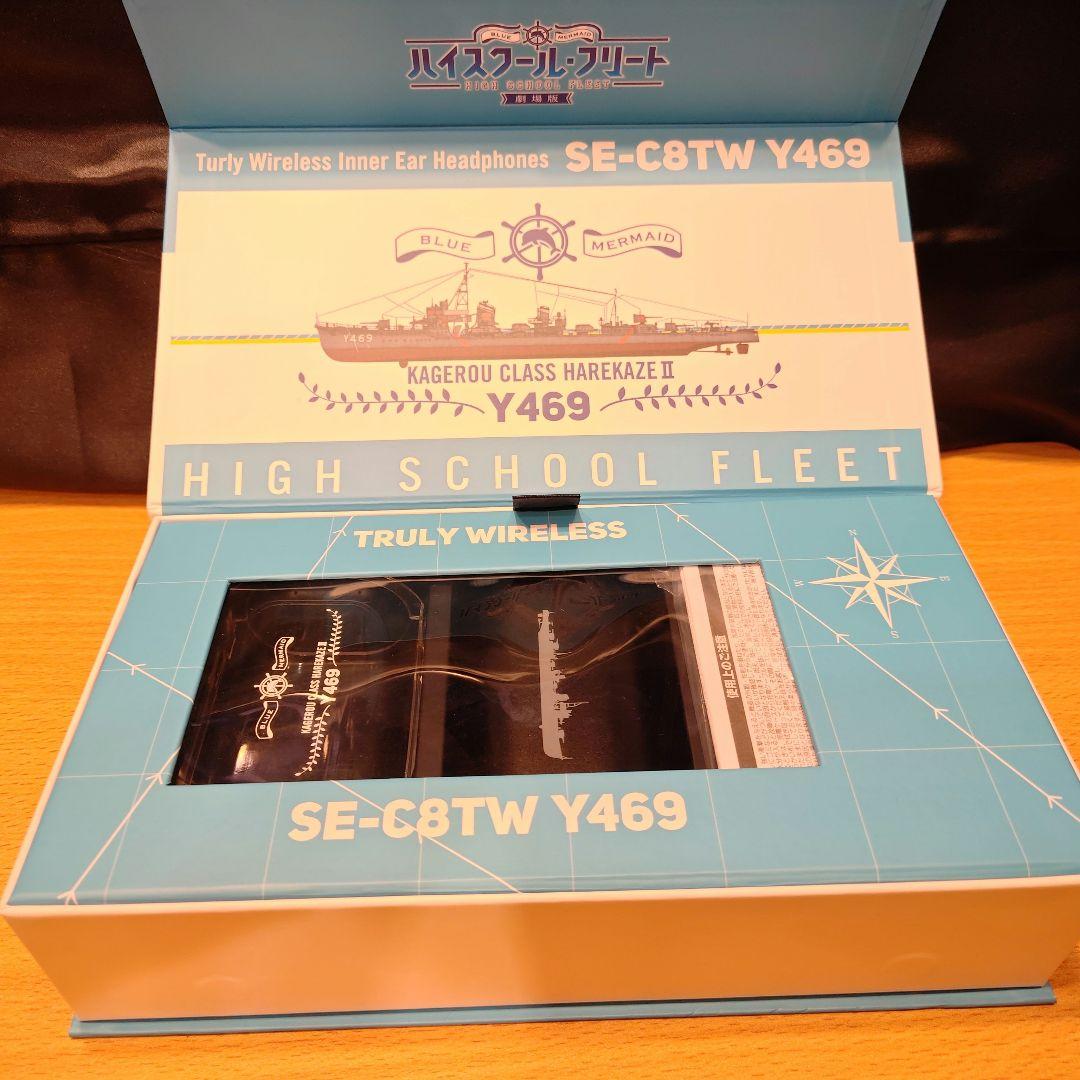 BLUE MERMAID
ハイスクール・フリート
HIGH SCHOOL FLEET
劇場版
Turly Wireless Inner Ear Headphones SE-C8TW Y469
BLUE MERMAID
Y469
KAGEROU CLASS HAREKAZE II
Y469
HIGH SCHOOL FLEET
TRULY WIRELESS
N
E
S
W
BLUE MERMAID
KAGEROU CLASS HAREKAZE II
Y469
使用上のご注意
SE-C8TW Y469